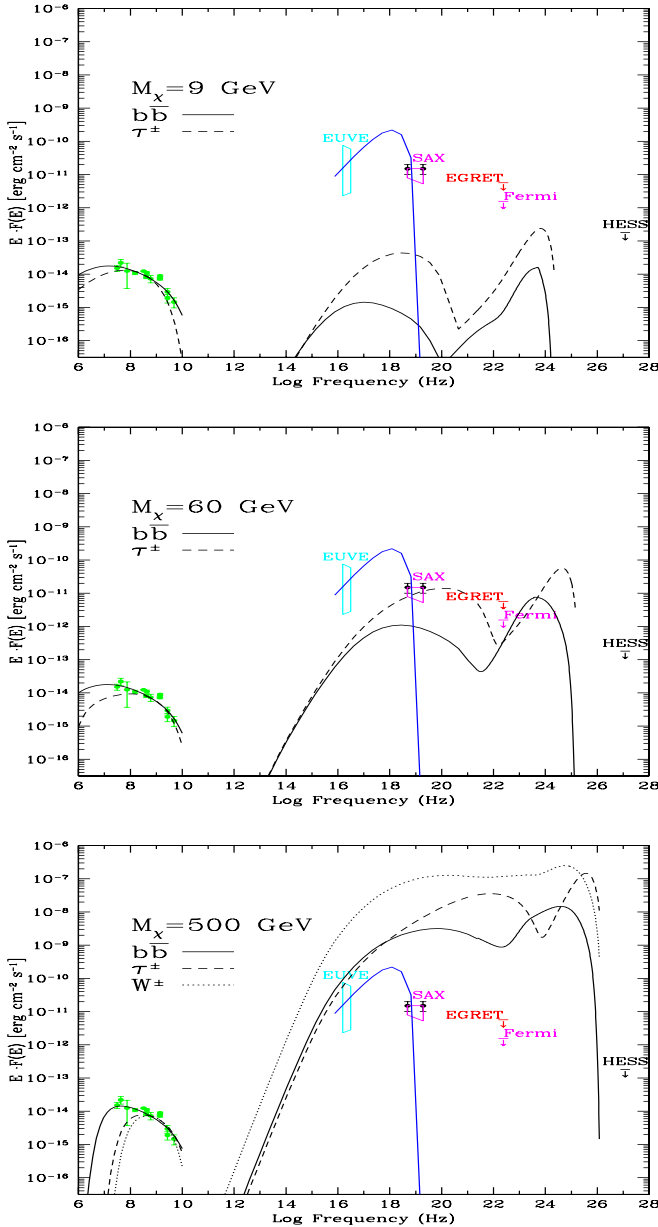 10⁻⁶
10⁻⁷
10⁻⁸
10⁻⁹
10⁻¹⁰
10⁻¹¹
10⁻¹²
10⁻¹³
10⁻¹⁴
10⁻¹⁵
10⁻¹⁶
E ·F(E) [erg cm⁻² s⁻¹]
Mχ=9 GeV
bb̅
τ±
EUVE
SAX
EGRET
Fermi
HESS
6 8 10 12 14 16 18 20 22 24 26 28
Log Frequency (Hz)
10⁻⁶
10⁻⁷
10⁻⁸
10⁻⁹
10⁻¹⁰
10⁻¹¹
10⁻¹²
10⁻¹³
10⁻¹⁴
10⁻¹⁵
10⁻¹⁶
E ·F(E) [erg cm⁻² s⁻¹]
Mχ=60 GeV
bb̅
τ±
EUVE
SAX
EGRET
Fermi
HESS
6 8 10 12 14 16 18 20 22 24 26 28
Log Frequency (Hz)
10⁻⁶
10⁻⁷
10⁻⁸
10⁻⁹
10⁻¹⁰
10⁻¹¹
10⁻¹²
10⁻¹³
10⁻¹⁴
10⁻¹⁵
10⁻¹⁶
E ·F(E) [erg cm⁻² s⁻¹]
Mχ=500 GeV
bb̅
τ±
W±
EUVE
SAX
EGRET
Fermi
HESS
6 8 10 12 14 16 18 20 22 24 26 28
Log Frequency (Hz)